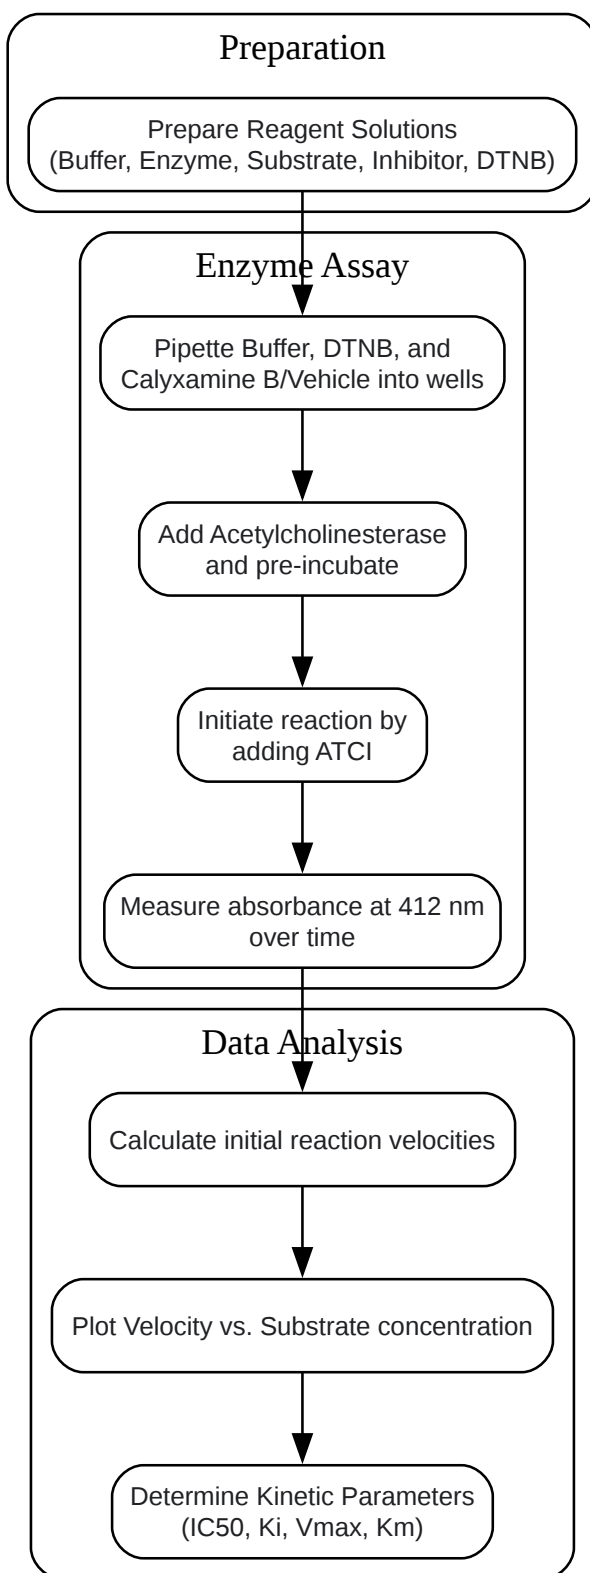 Preparation
Prepare Reagent Solutions
(Buffer, Enzyme, Substrate, Inhibitor, DTNB)
Enzyme Assay
Pipette Buffer, DTNB, and
Calyxamine B/Vehicle into wells
Add Acetylcholinesterase
and pre-incubate
Initiate reaction by
adding ATCI
Measure absorbance at 412 nm
over time
Data Analysis
Calculate initial reaction velocities
Plot Velocity vs. Substrate concentration
Determine Kinetic Parameters
(IC50, Ki, Vmax, Km)